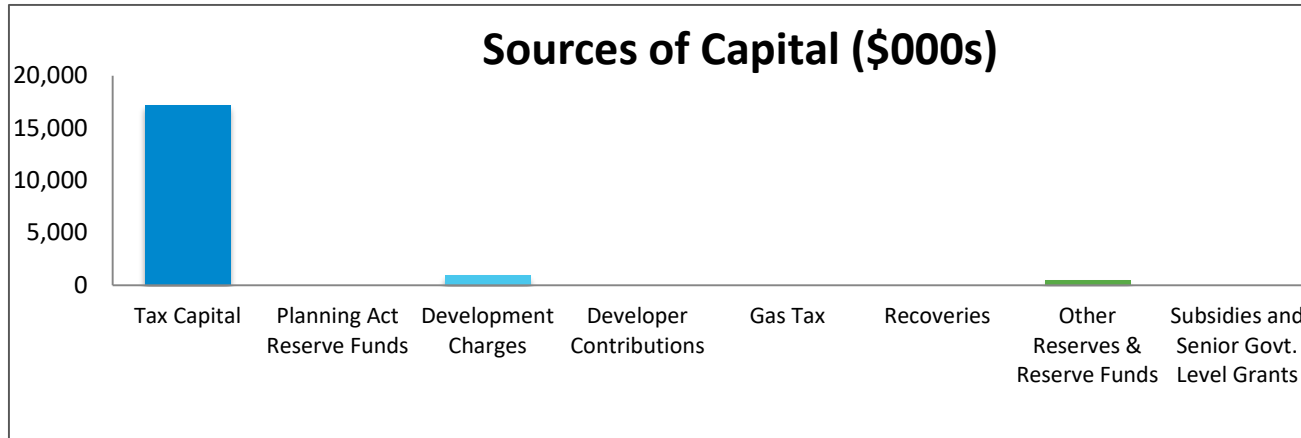 Sources of Capital ($000s)
20,000
15,000
10,000
5,000
0
Tax Capital
Planning Act
Reserve Funds
Development
Charges
Developer
Contributions
Gas Tax
Recoveries
Other
Reserves &
Reserve Funds
Subsidies and
Senior Govt.
Level Grants